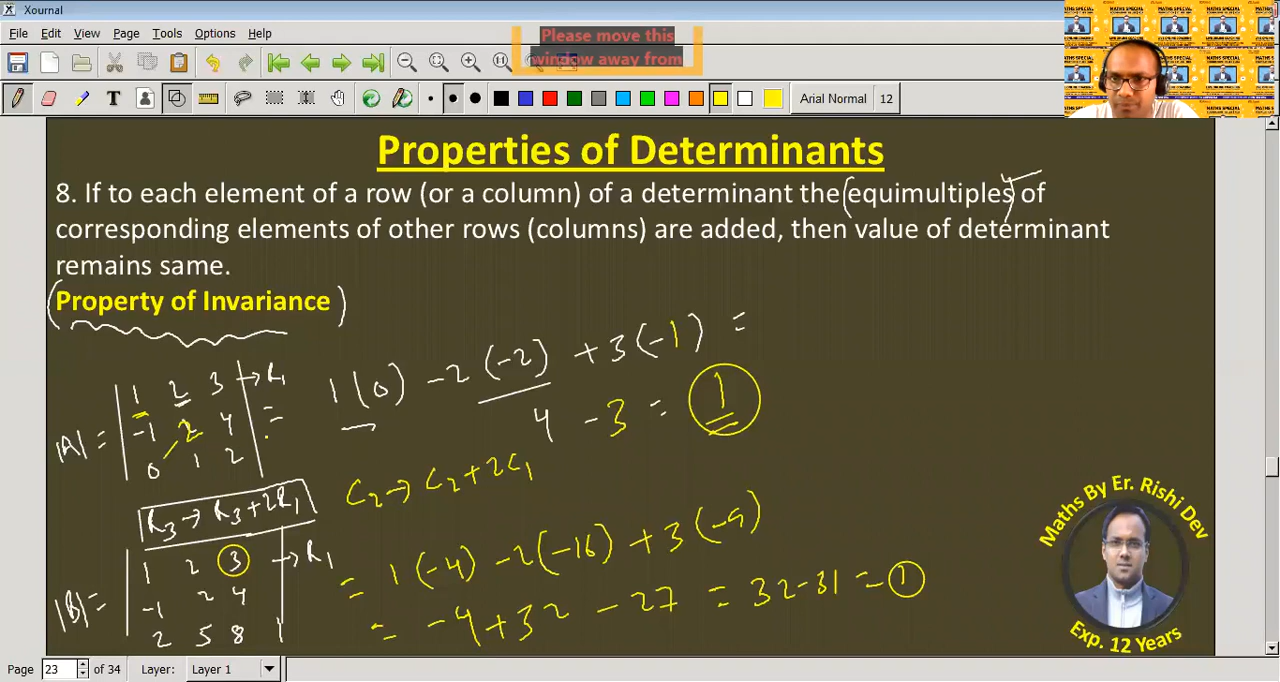 Xournal
File Edit View Page Tools Options Help
Please move this
window away from
Arial Normal 12
Properties of Determinants
8. If to each element of a row (or a column) of a determinant the (equimultiples) of
corresponding elements of other rows (columns) are added, then value of determinant
remains same.
(Property of Invariance)
1(0) -2(-2) +3(-1) =
|A| = | 1 2 3 | → R₁ =
-1 2 4
0 1 2
4 - 3 = 1
R₃ → R₃+2R₁
C₂ → C₂+2C₁
|B| = | 1 2 3 | → R₁
-1 2 4
2 5 8
= 1(-4) -2(-16) +3(-9)
= -4+32 -27 = 32-31 = 1
Maths By Er. Rishi Dev
Exp. 12 Years
Page 23 of 34 Layer: Layer 1